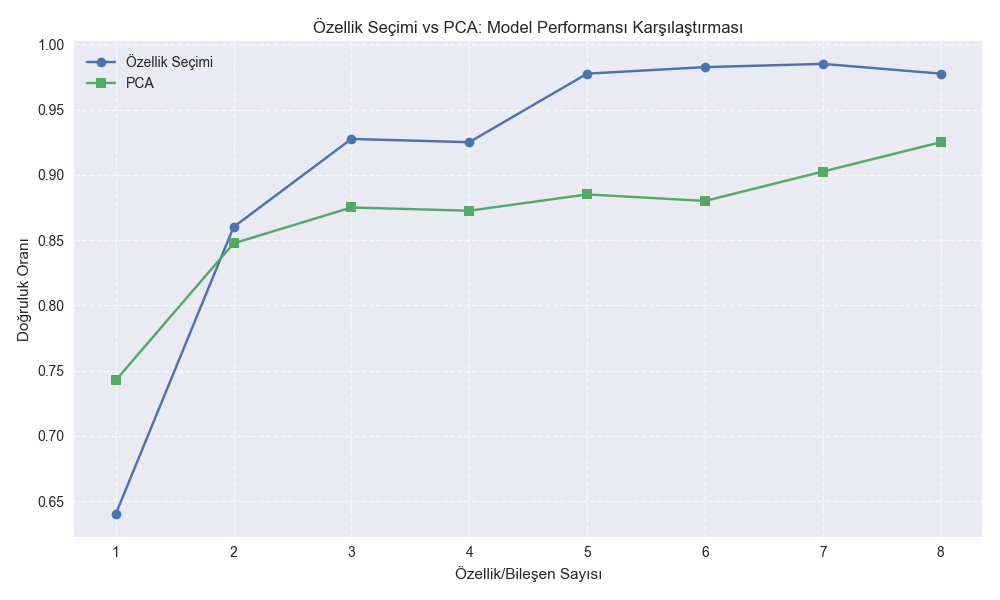 Özellik Seçimi vs PCA: Model Performansı Karşılaştırması
Özellik Seçimi
PCA
1.00
0.95
0.90
0.85
0.80
0.75
0.70
0.65
Doğruluk Oranı
1 2 3 4 5 6 7 8
Özellik/Bileşen Sayısı